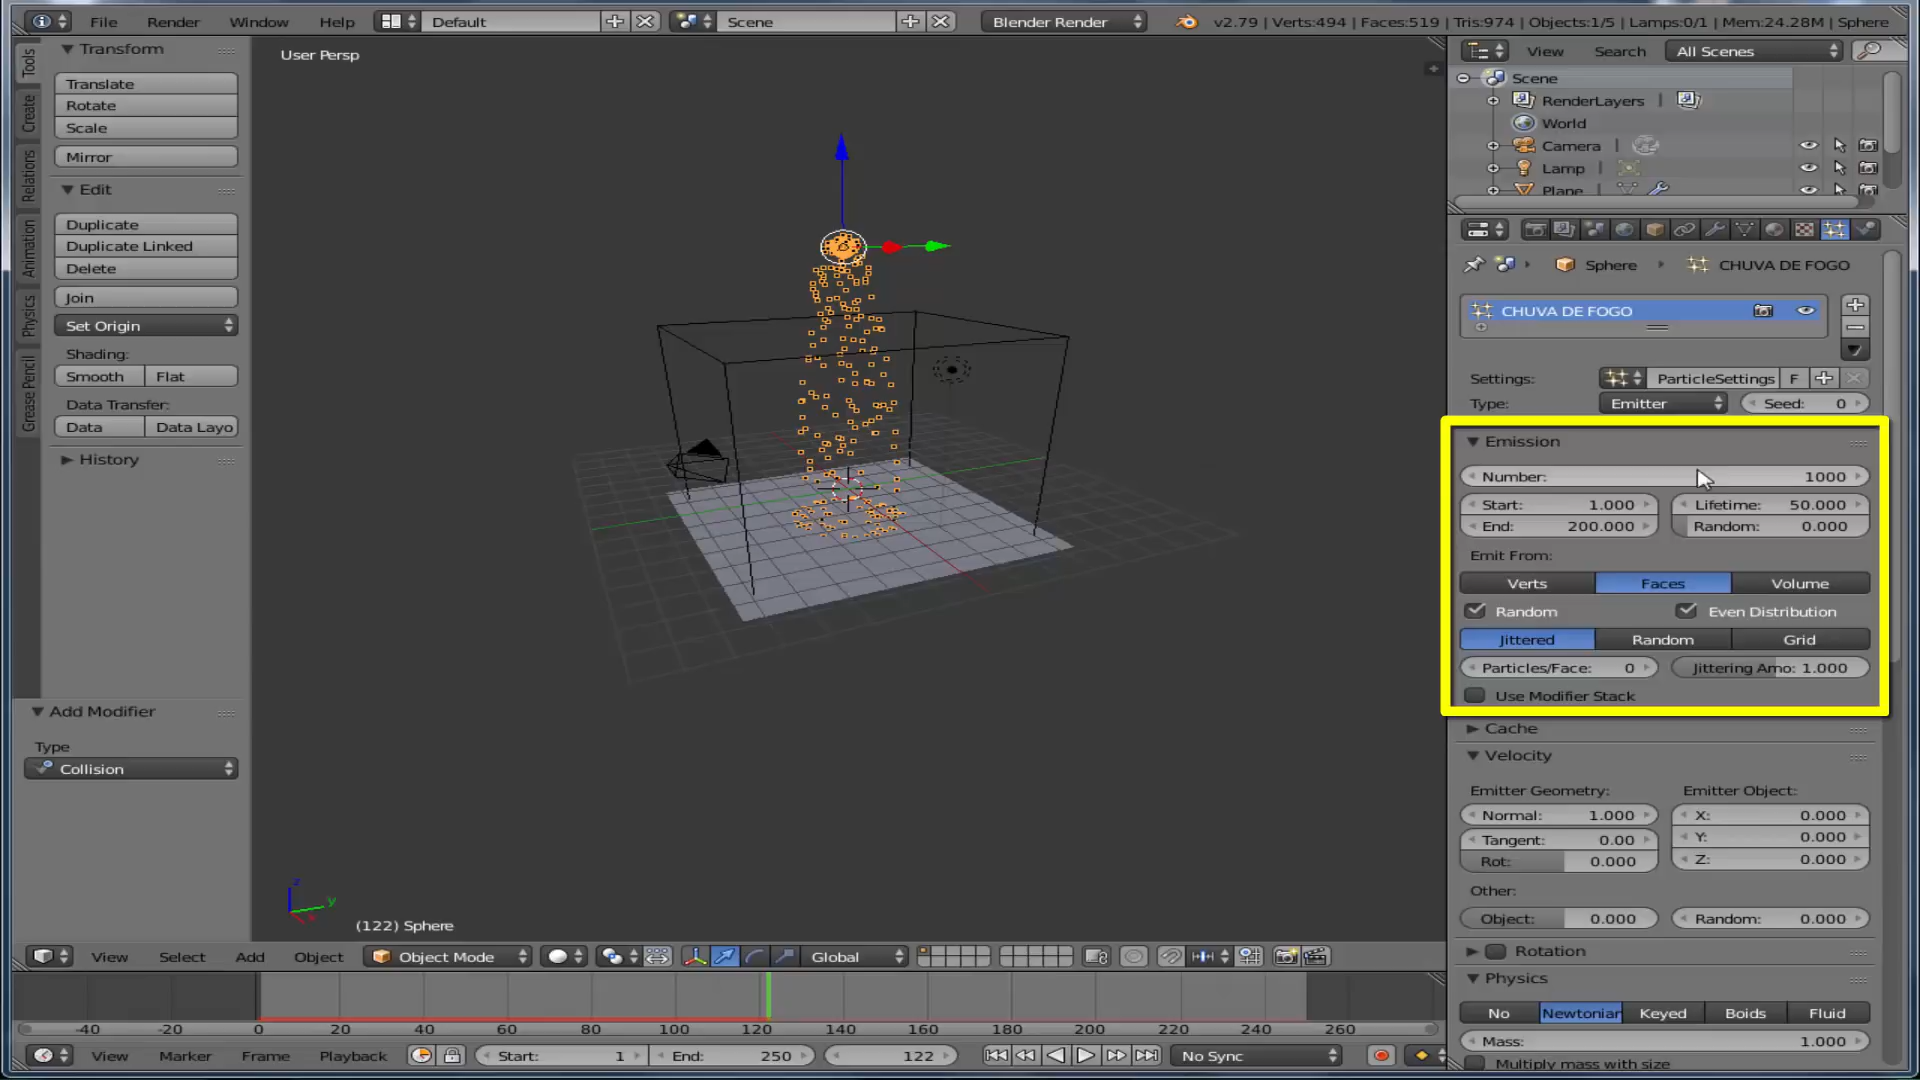 File Render Window Help Default Scene Blender Render v2.79 | Verts:494 | Faces:519 | Tris:974 | Objects:1/5 | Lamps:0/1 | Mem:24.28M | Sphere
Tools
Create
Relations
Animation
Physics
Grease Pencil
Transform
Translate
Rotate
Scale
Mirror
Edit
Duplicate
Duplicate Linked
Delete
Join
Set Origin
Shading:
Smooth Flat
Data Transfer:
Data Data Layo
History
Add Modifier
Type
Collision
User Persp
z
y
x
(122) Sphere
View Select Add Object Object Mode Global
-40 -20 0 20 40 60 80 100 120 140 160 180 200 220 240 260
View Marker Frame Playback Start: 1 End: 250 122 No Sync
View Search All Scenes
Scene
RenderLayers
World
Camera
Lamp
Plane
Sphere CHUVA DE FOGO
CHUVA DE FOGO
Settings: ParticleSettings F
Type: Emitter Seed: 0
Emission
Number: 1000
Start: 1.000 Lifetime: 50.000
End: 200.000 Random: 0.000
Emit From:
Verts Faces Volume
Random Even Distribution
Jittered Random Grid
Particles/Face: 0 Jittering Amo: 1.000
Use Modifier Stack
Cache
Velocity
Emitter Geometry: Emitter Object:
Normal: 1.000 X: 0.000
Tangent: 0.00 Y: 0.000
Rot: 0.000 Z: 0.000
Other:
Object: 0.000 Random: 0.000
Rotation
Physics
No Newtonian Keyed Boids Fluid
Mass: 1.000
Multiply mass with size